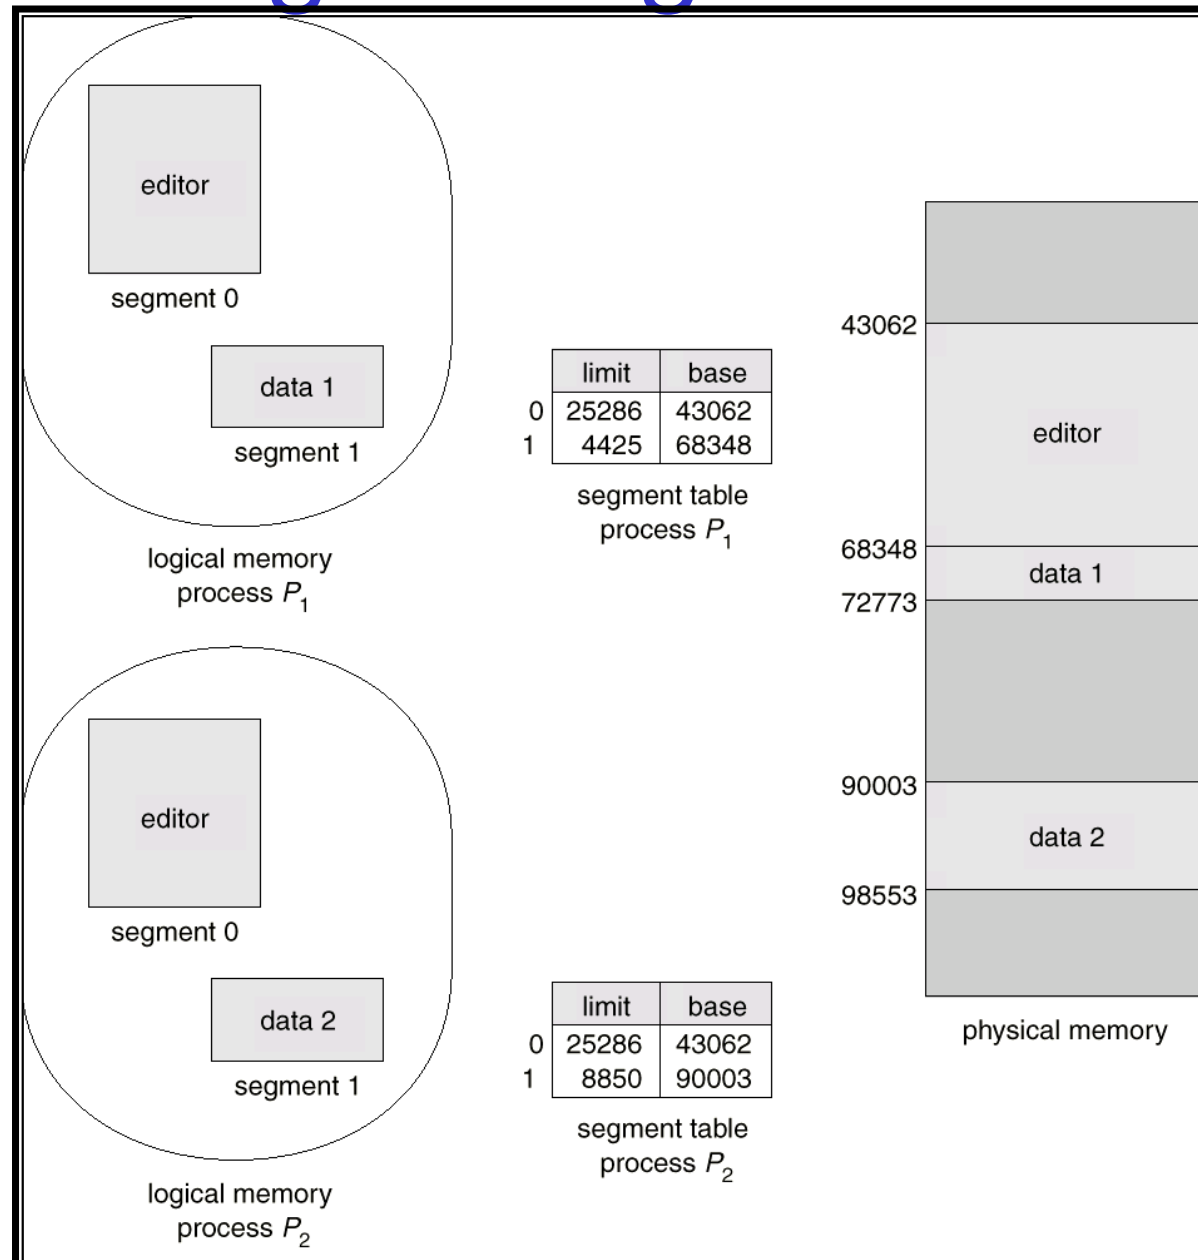 editor
segment 0
data 1
segment 1
logical memory
process P1
limit base
0 25286 43062
1 4425 68348
segment table
process P1
editor
segment 0
data 2
segment 1
logical memory
process P2
limit base
0 25286 43062
1 8850 90003
segment table
process P2
43062
editor
68348
data 1
72773
90003
data 2
98553
physical memory